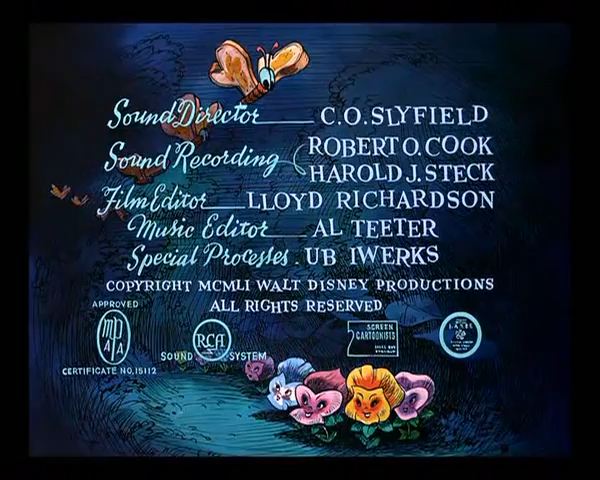 Sound Director C.O. SLYFIELD
Sound Recording ROBERT O. COOK
HAROLD J. STECK
Film Editor LLOYD RICHARDSON
Music Editor AL TEETER
Special Processes . UB IWERKS
COPYRIGHT MCMLI WALT DISNEY PRODUCTIONS
ALL RIGHTS RESERVED
APPROVED
MPAA
CERTIFICATE NO. 15112
RCA
SOUND SYSTEM
SCREEN
CARTOONISTS
I.A.T.S.E.